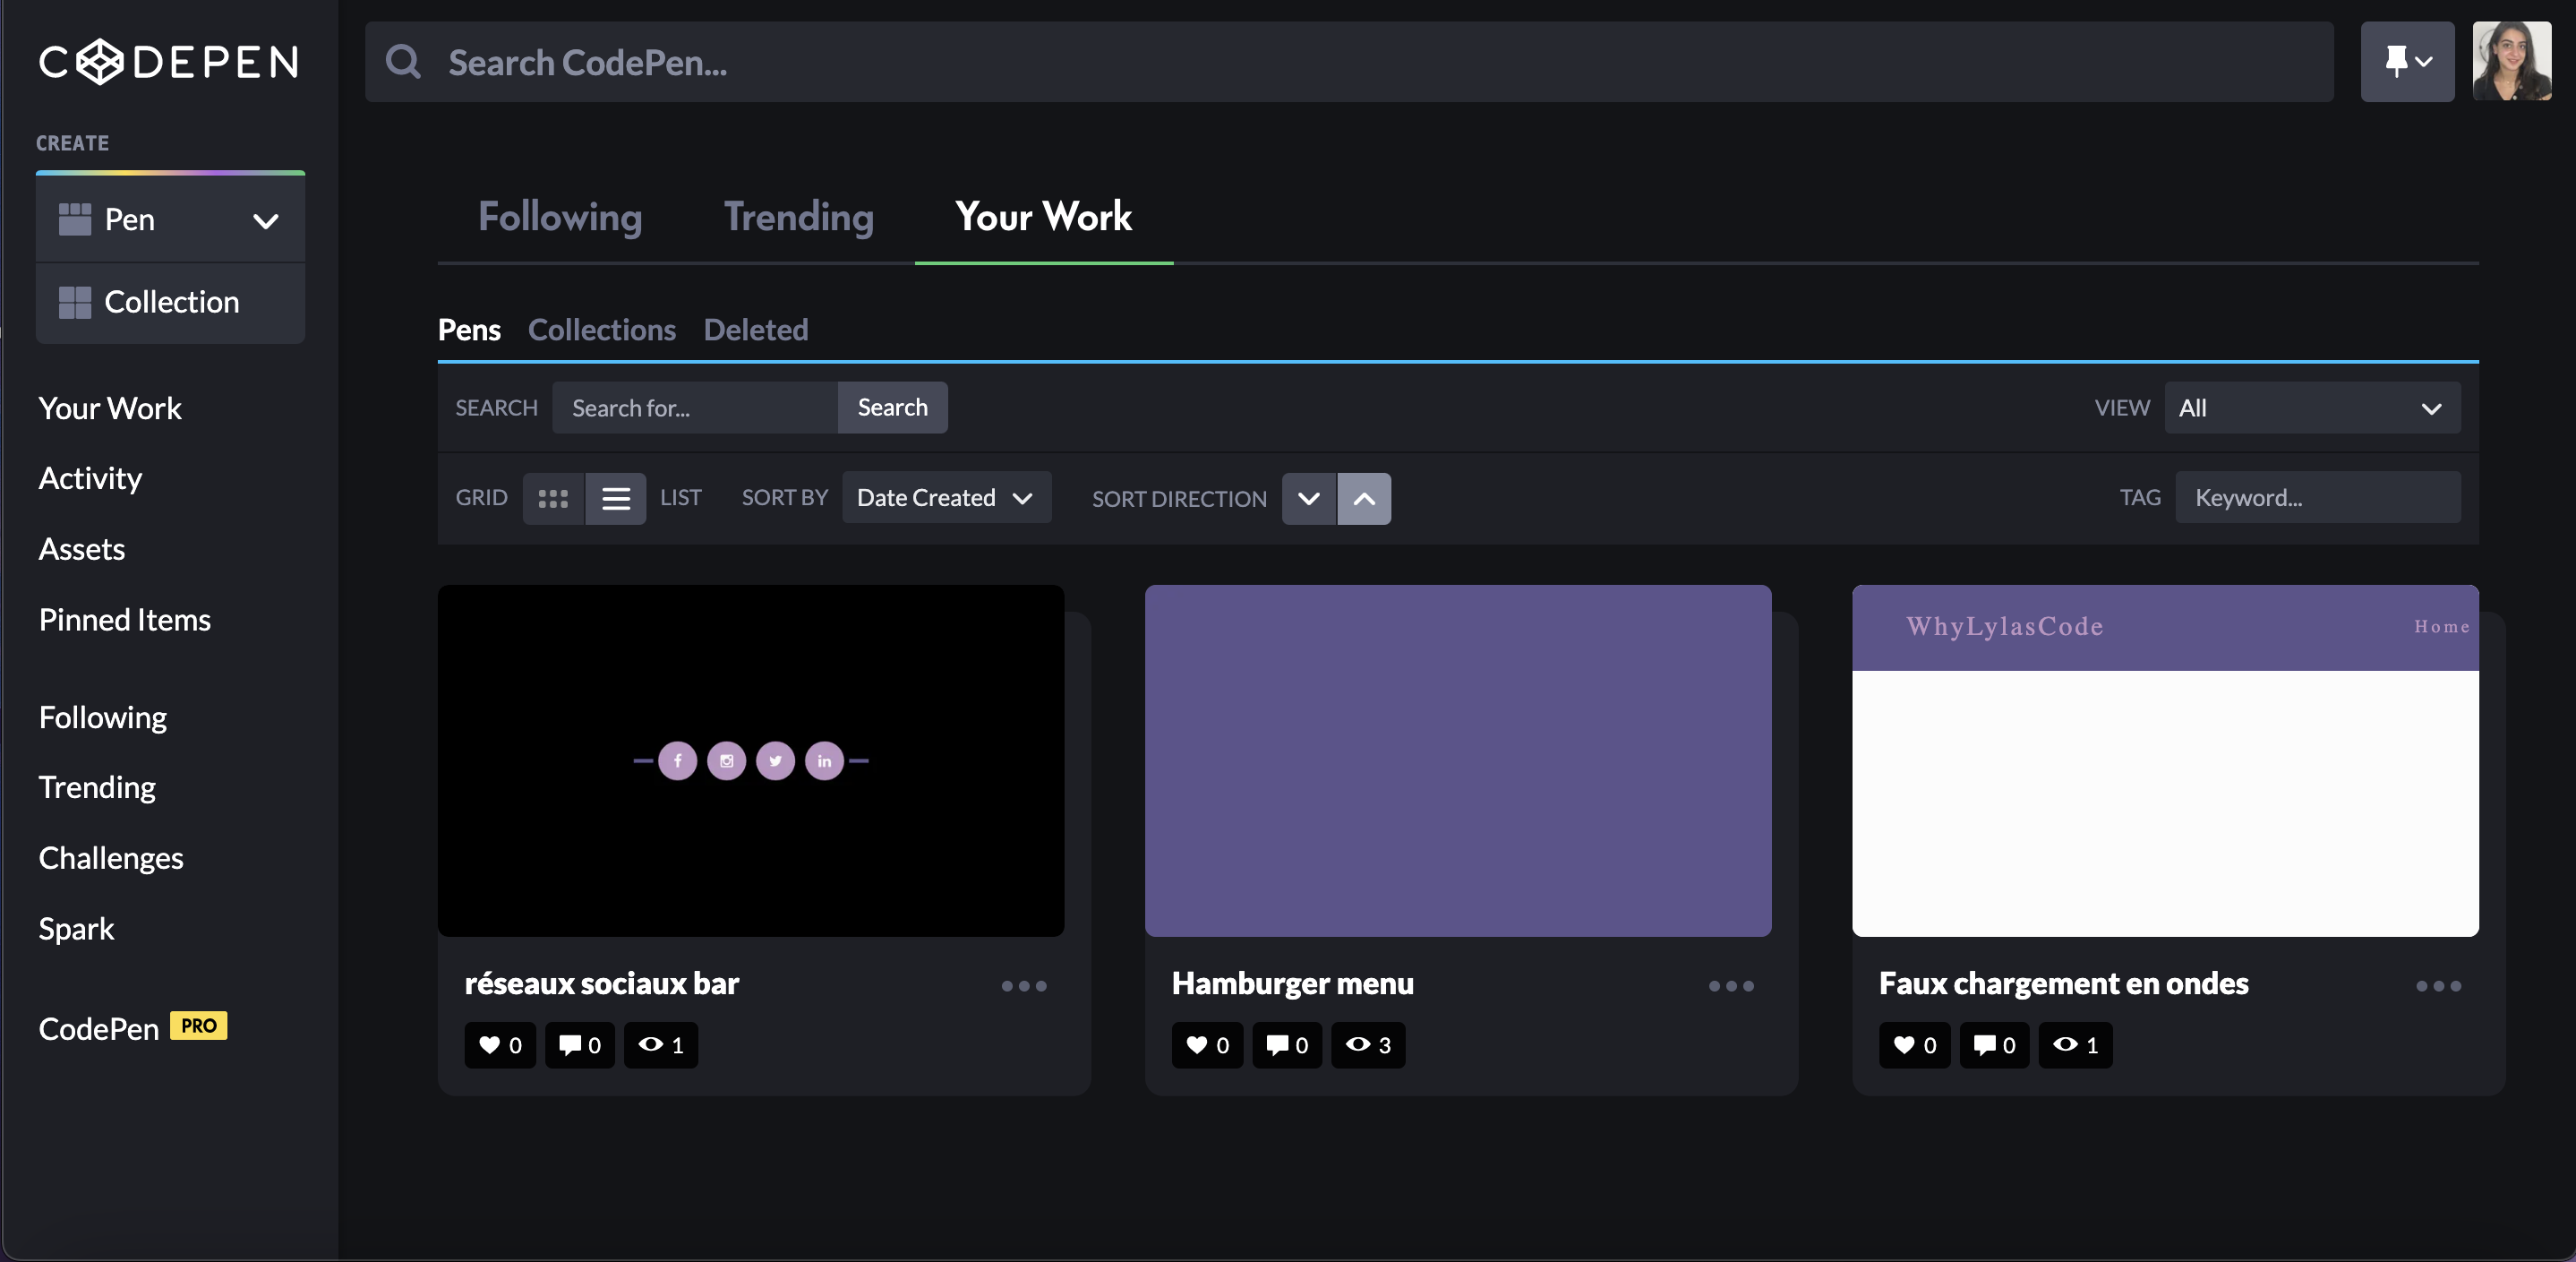 CODEPEN
Search CodePen...
CREATE
Pen
Collection
Your Work
Activity
Assets
Pinned Items
Following
Trending
Challenges
Spark
CodePen PRO
Following Trending Your Work
Pens Collections Deleted
SEARCH Search for... Search VIEW All
GRID LIST SORT BY Date Created SORT DIRECTION TAG Keyword...
f in
WhyLylasCode Home
réseaux sociaux bar
0 0 1
Hamburger menu
0 0 3
Faux chargement en ondes
0 0 1